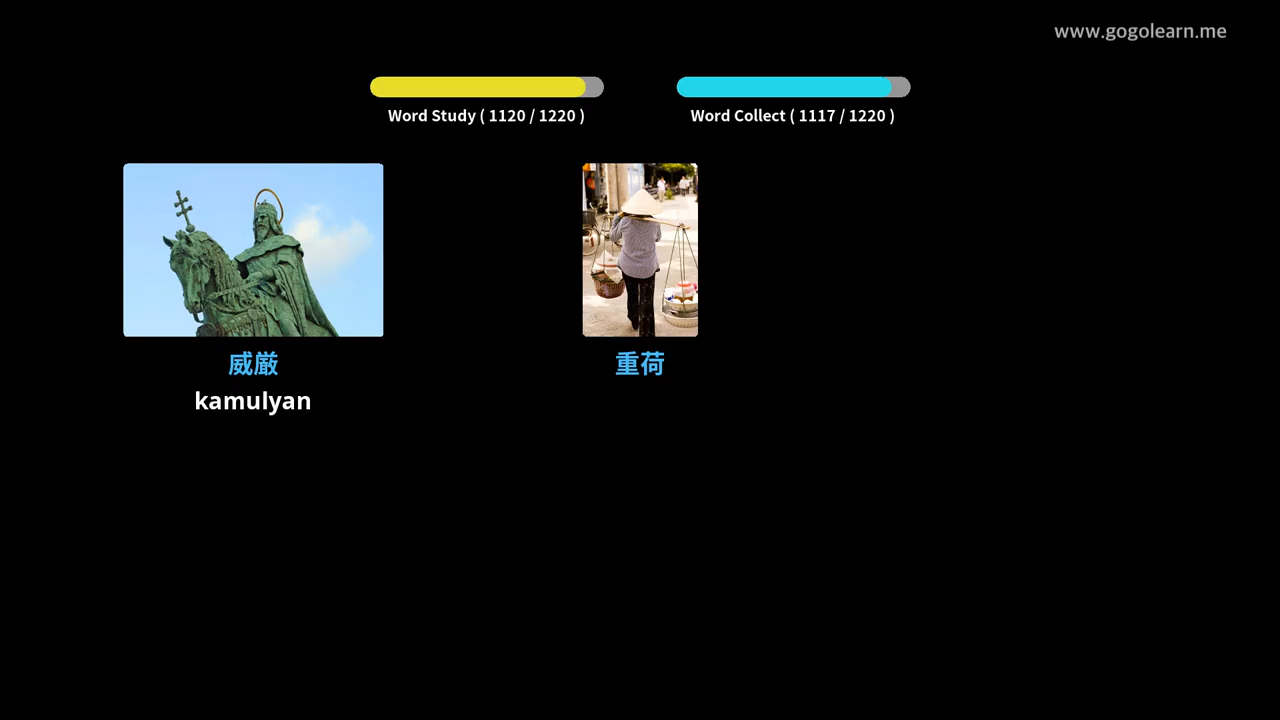 www.gogolearn.me
Word Study ( 1120 / 1220 )
Word Collect ( 1117 / 1220 )
威厳
kamulyan
重荷